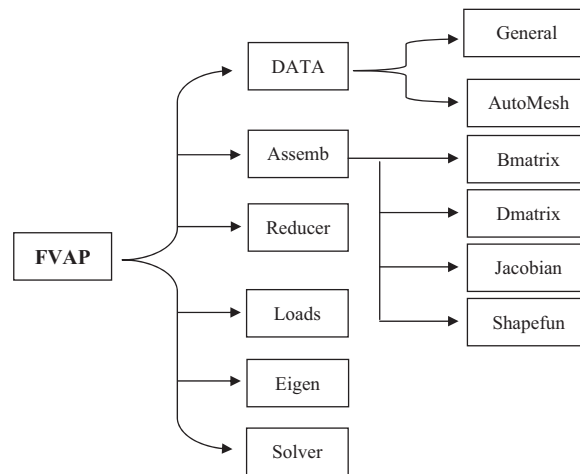 General
DATA
AutoMesh
Assemb
Bmatrix
Dmatrix
Reducer
FVAP
Jacobian
Loads
Shapefun
Eigen
Solver